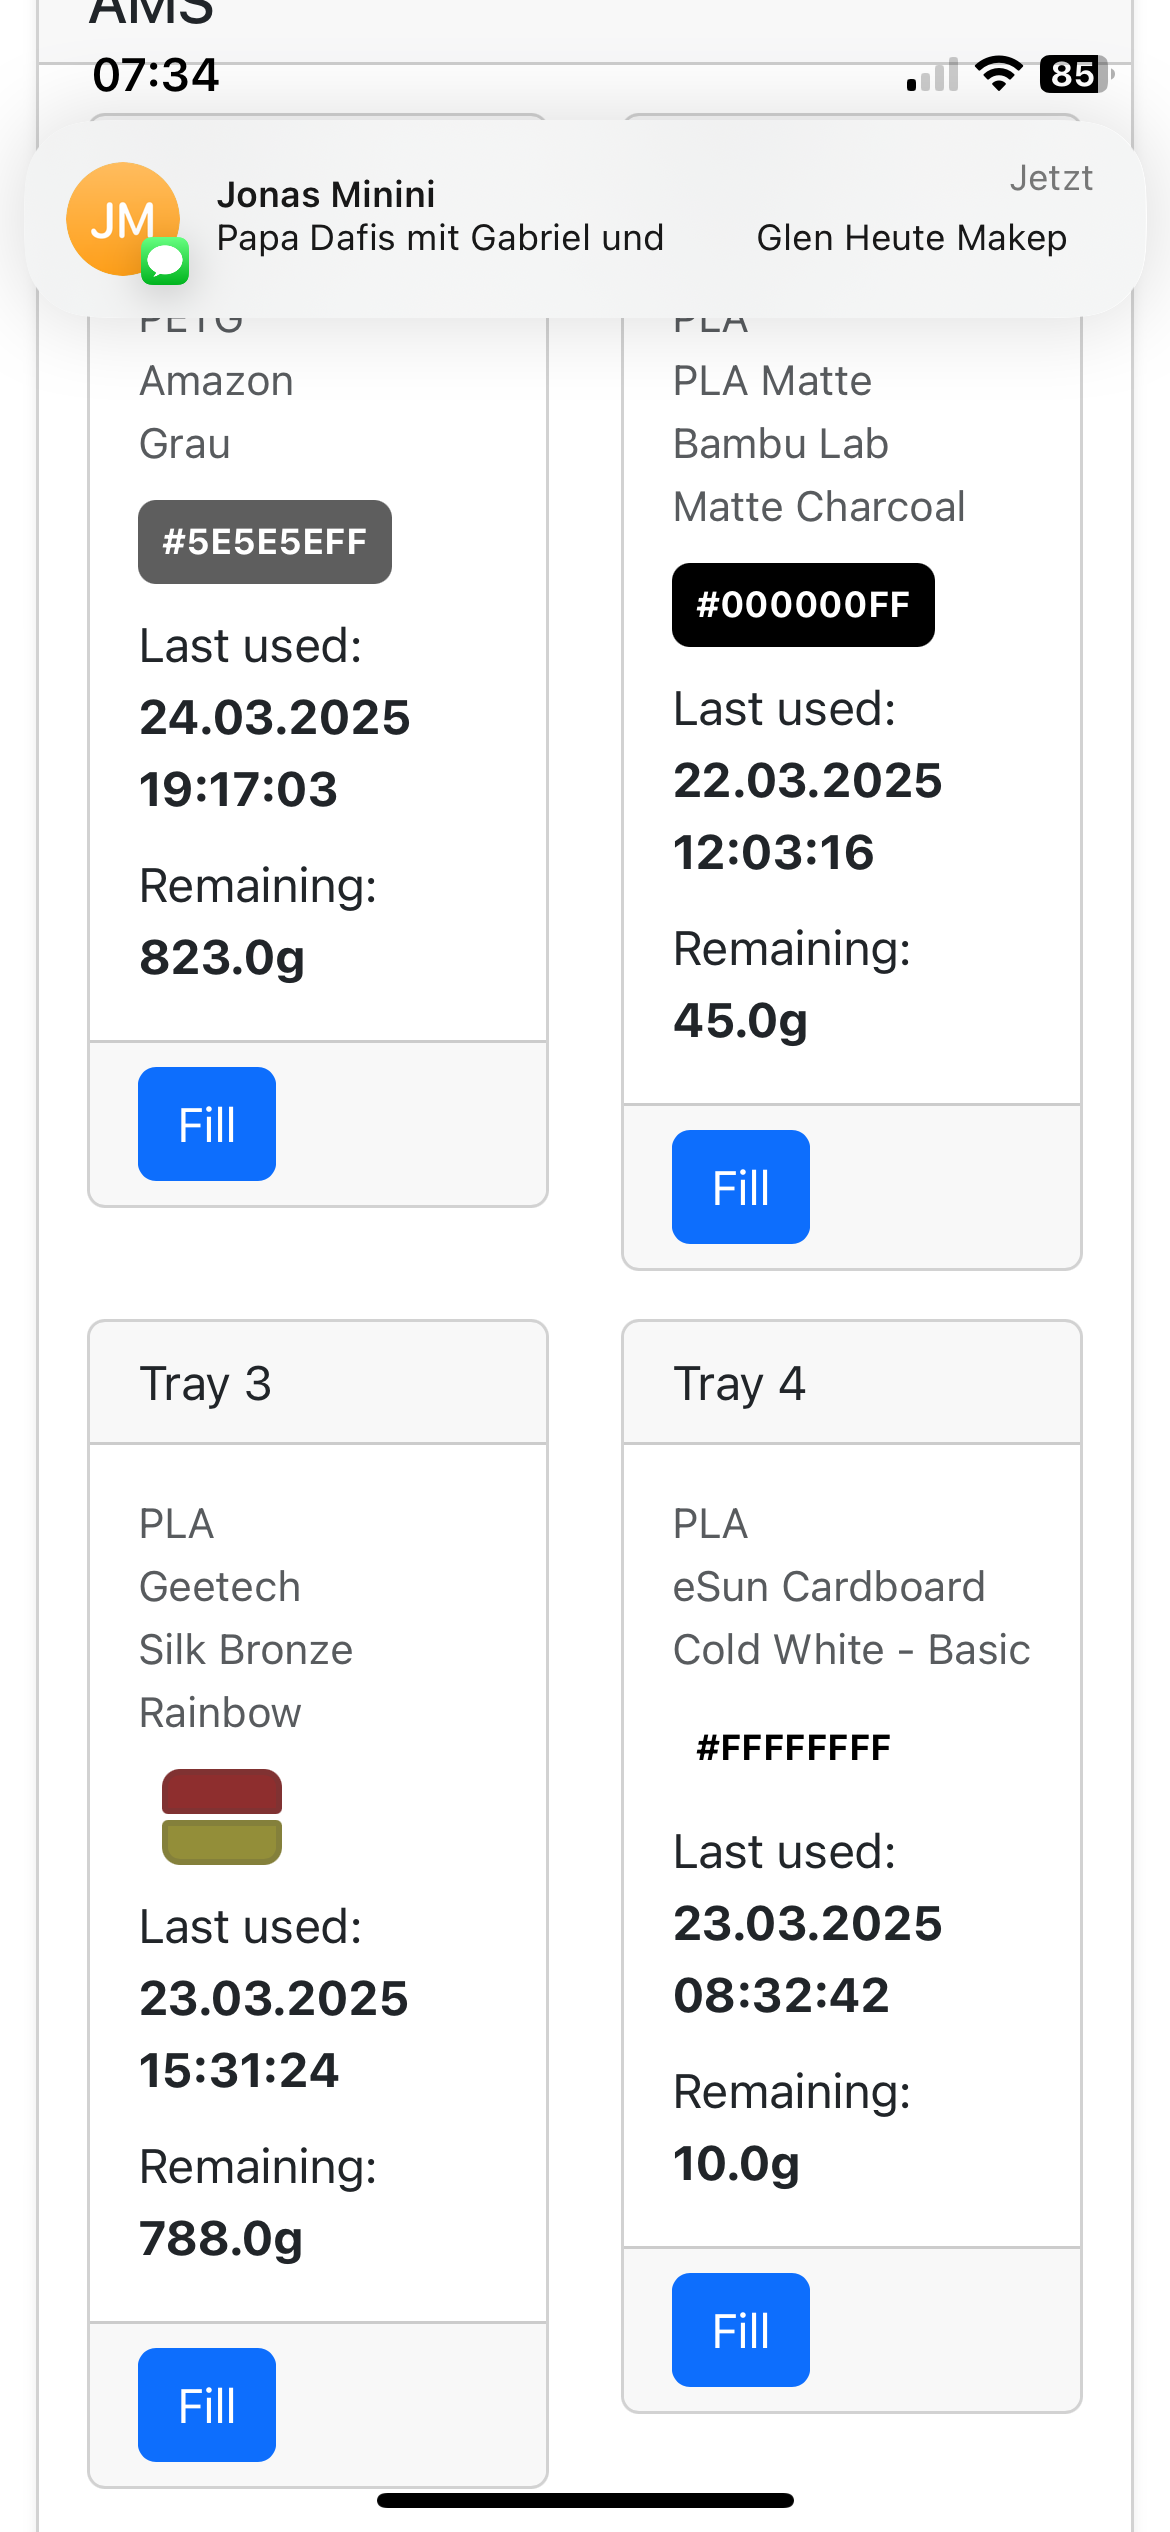 AMS
07:34
85
JM
Jonas Minini
Jetzt
Papa Dafis mit Gabriel und Glen Heute Makep
PETG
Amazon
Grau
#5E5E5EFF
Last used:
24.03.2025
19:17:03
Remaining:
823.0g
Fill
PLA
PLA Matte
Bambu Lab
Matte Charcoal
#000000FF
Last used:
22.03.2025
12:03:16
Remaining:
45.0g
Fill
Tray 3
PLA
Geetech
Silk Bronze
Rainbow
Last used:
23.03.2025
15:31:24
Remaining:
788.0g
Fill
Tray 4
PLA
eSun Cardboard
Cold White - Basic
#FFFFFFFF
Last used:
23.03.2025
08:32:42
Remaining:
10.0g
Fill